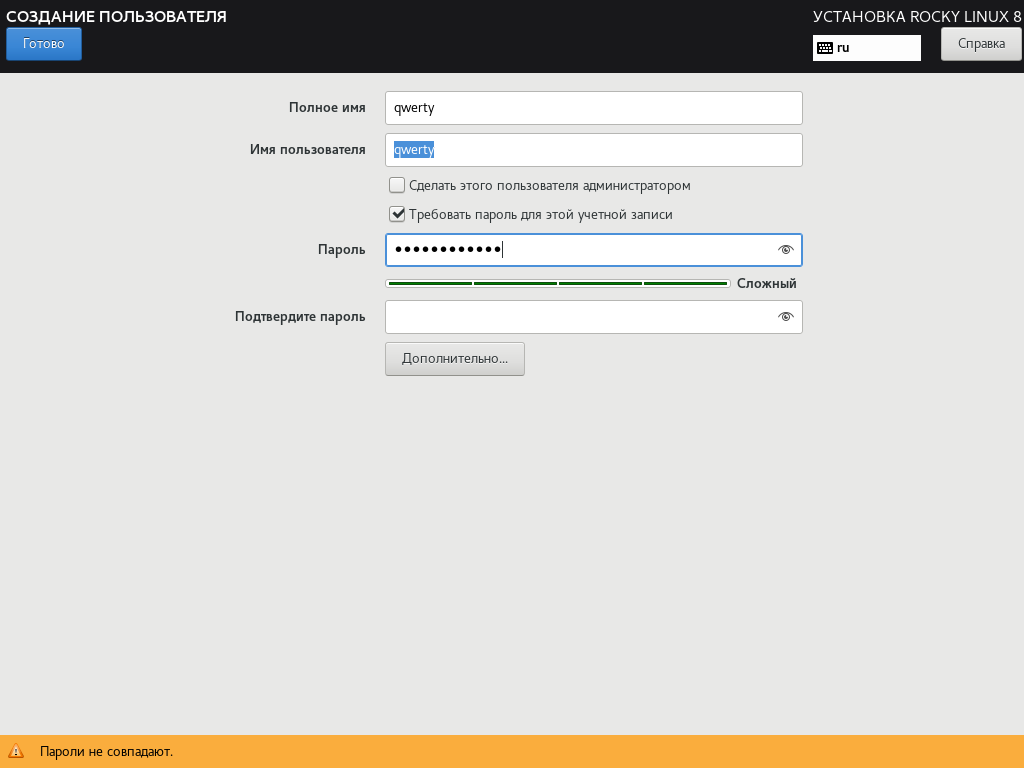 СОЗДАНИЕ ПОЛЬЗОВАТЕЛЯ
УСТАНОВКА ROCKY LINUX 8
Готово
ru
Справка
Полное имя
qwerty
Имя пользователя
qwerty
Сделать этого пользователя администратором
Требовать пароль для этой учетной записи
Пароль
••••••••••••
Сложный
Подтвердите пароль
Дополнительно...
Пароли не совпадают.